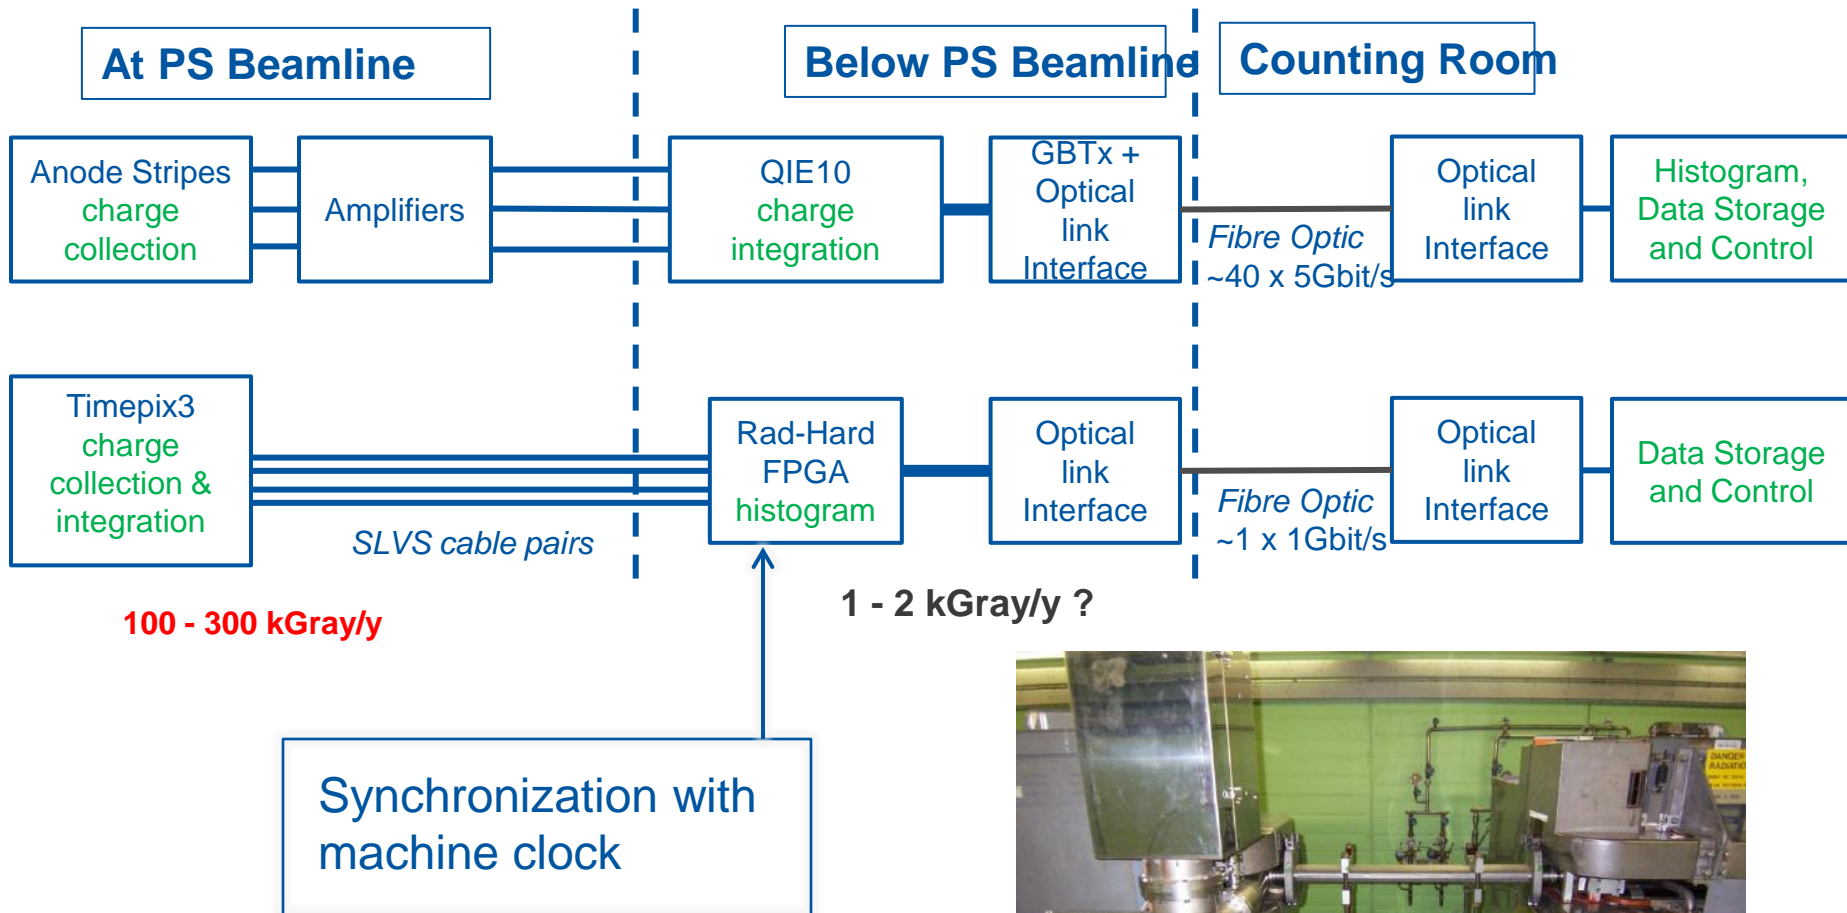 At PS Beamline
Below PS Beamline
Counting Room
Anode Stripes
charge
collection
Amplifiers
QIE10
charge
integration
GBTx +
Optical
link
Interface
Fibre Optic
~40 x 5Gbit/s
Optical
link
Interface
Histogram,
Data Storage
and Control
Timepix3
charge
collection &
integration
SLVS cable pairs
Rad-Hard
FPGA
histogram
Optical
link
Interface
Fibre Optic
~1 x 1Gbit/s
Optical
link
Interface
Data Storage
and Control
100 - 300 kGray/y
1 - 2 kGray/y ?
Synchronization with
machine clock
DANGER
RADIATION